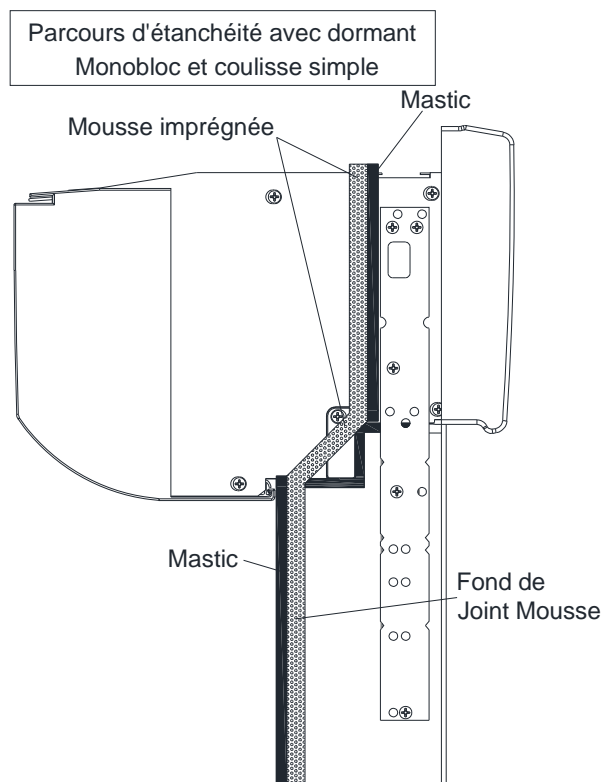 Parcours d'étanchéité avec dormant
Monobloc et coulisse simple
Mastic
Mousse imprégnée
Mastic
Fond de
Joint Mousse